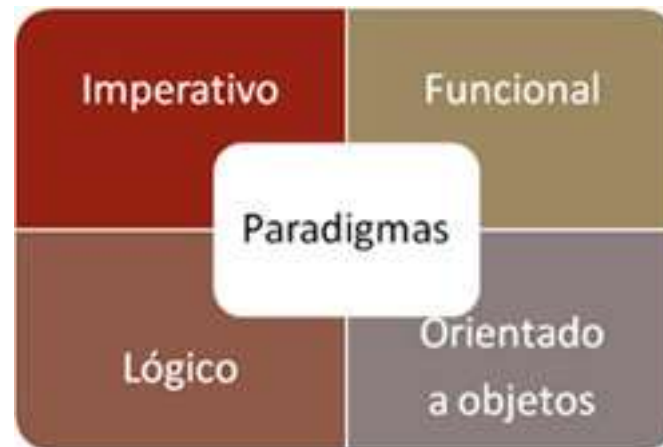 Imperativo
Funcional
Paradigmas
Lógico
Orientado
a objetos